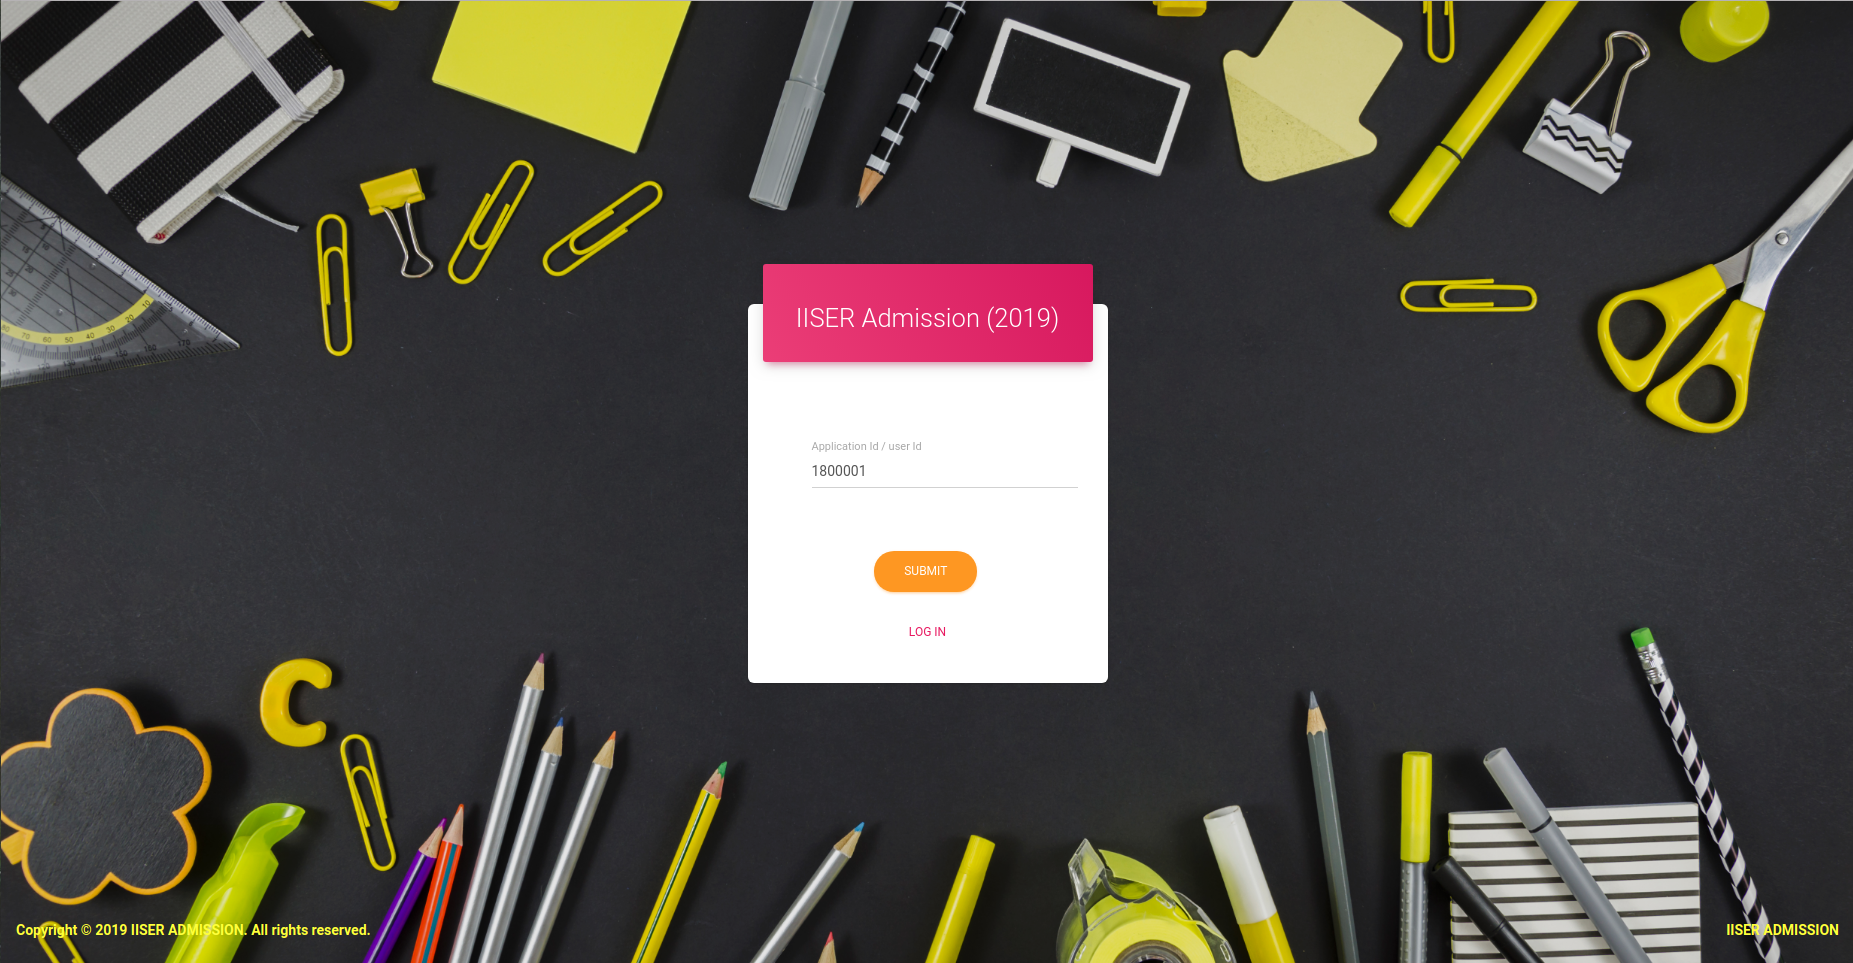 IISER Admission (2019)
Application Id / user Id
1800001
SUBMIT
LOG IN
C
Copyright © 2019 IISER ADMISSION. All rights reserved.
IISER ADMISSION